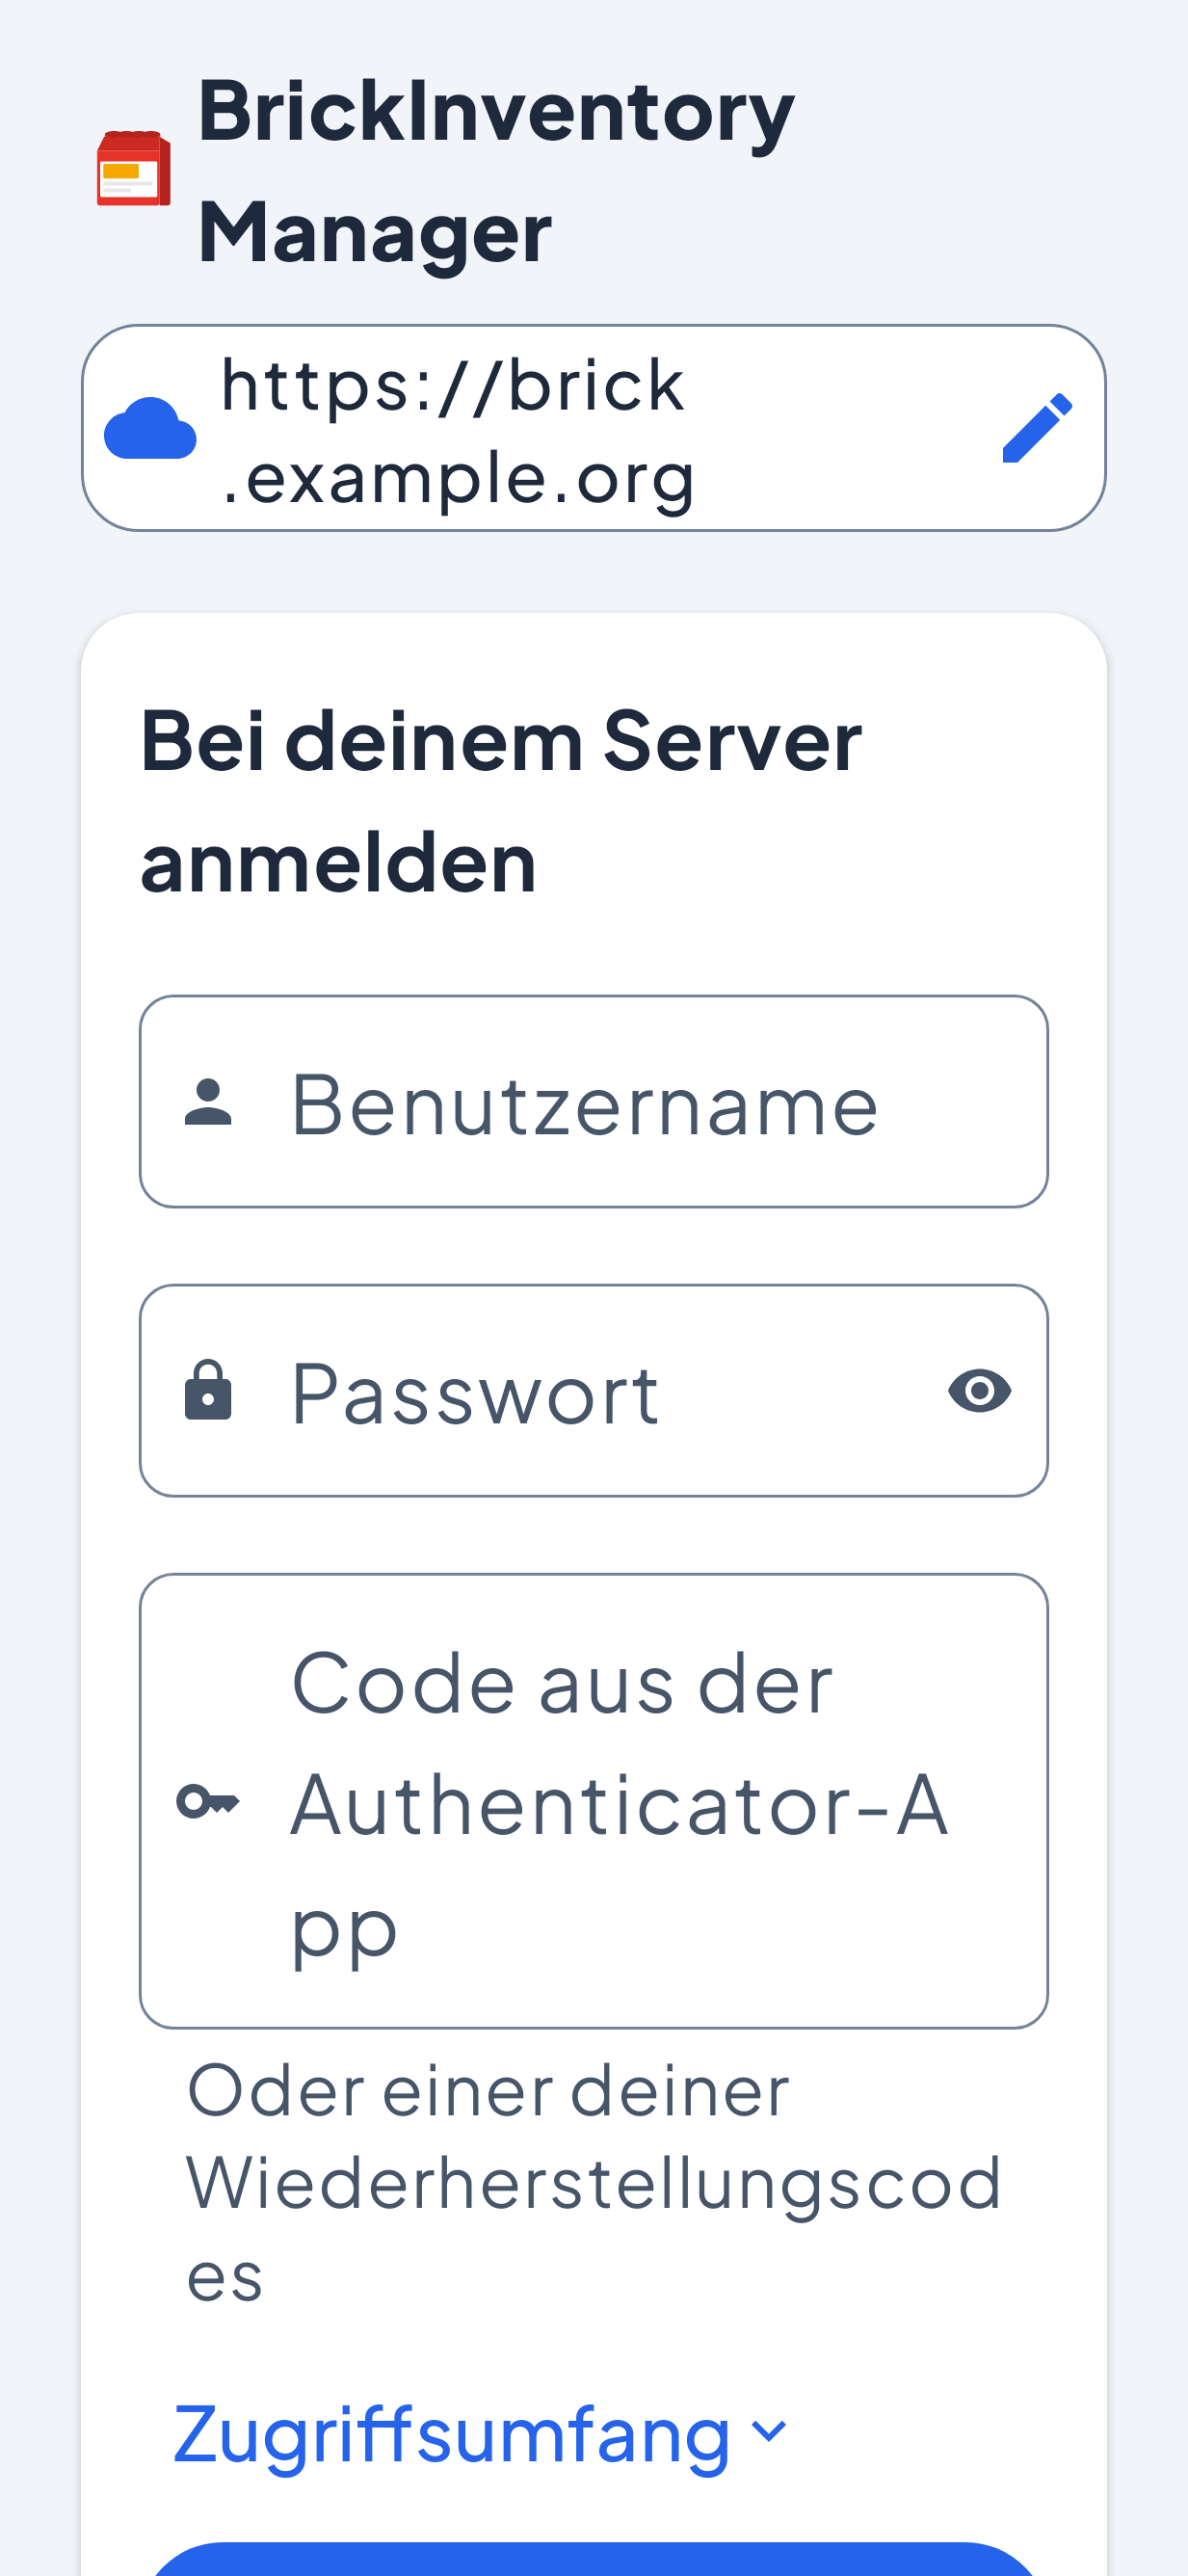 BrickInventory
Manager
https://brick
.example.org
Bei deinem Server
anmelden
Benutzername
Passwort
Code aus der
Authenticator-A
pp
Oder einer deiner
Wiederherstellungscod
es
Zugriffsumfang